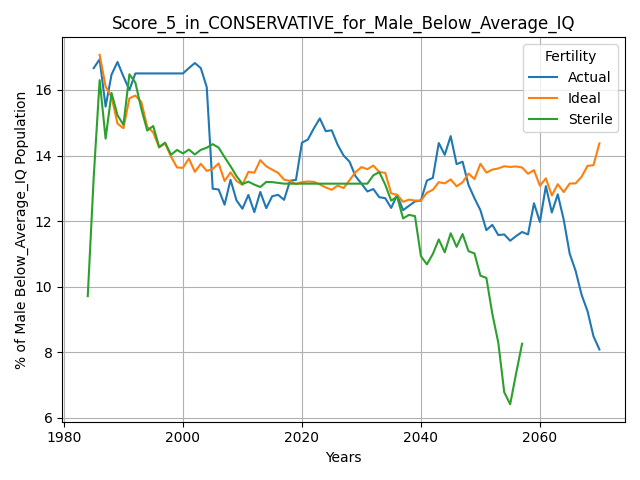 Score_5_in_CONSERVATIVE_for_Male_Below_Average_IQ
Fertility
Actual
Ideal
Sterile
% of Male Below_Average_IQ Population
16
14
12
10
8
6
1980
2000
2020
2040
2060
Years